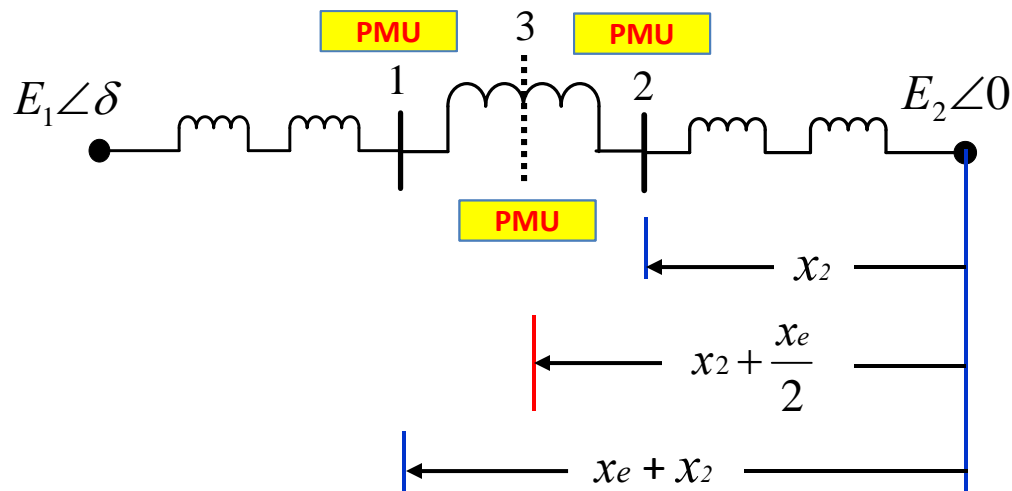 PMU
3
PMU
1
2
E₁∠δ
E₂∠0
PMU
x₂
x₂ + xₑ/2
xₑ + x₂